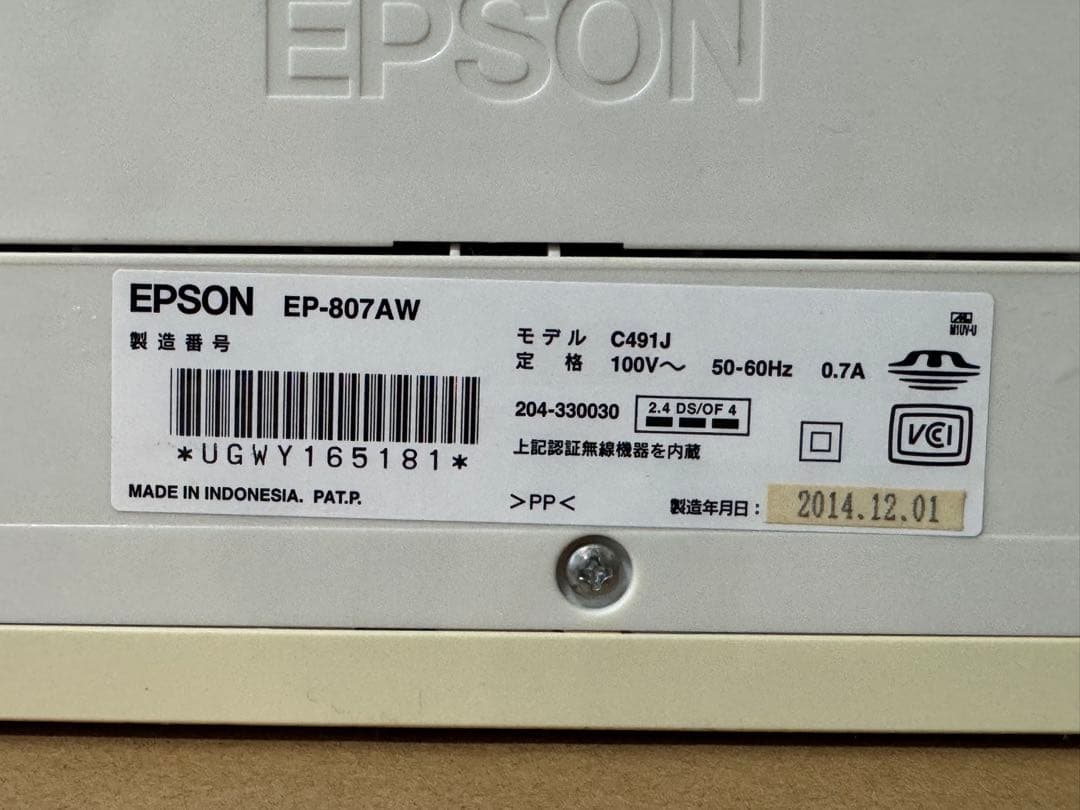 EPSON
EPSON EP-807AW
製造番号
*UGWY165181*
MADE IN INDONESIA. PAT.P.
モデル C491J
定格 100V～ 50-60Hz 0.7A
204-330030 2.4 DS/OF 4
上記認証無線機器を内蔵
>PP<
製造年月日： 2014.12.01
M1UY-U
VCCI